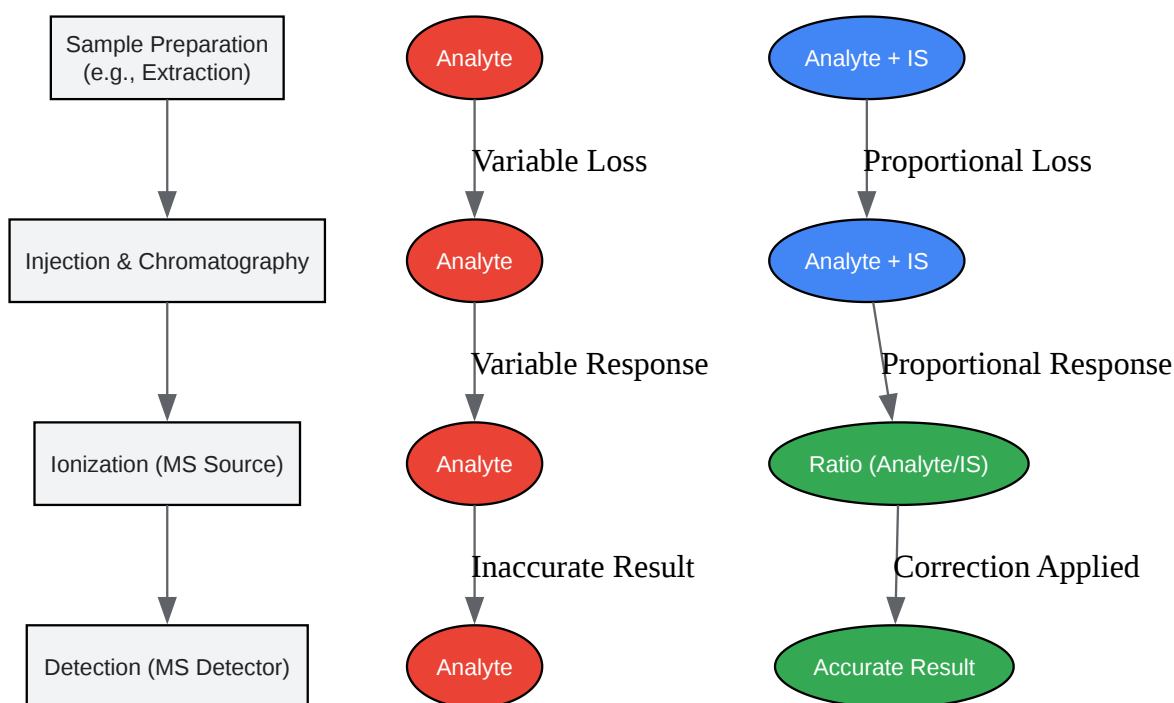 Sample Preparation
(e.g., Extraction)
Analyte
Analyte + IS
Variable Loss
Proportional Loss
Injection & Chromatography
Analyte
Analyte + IS
Variable Response
Proportional Response
Ionization (MS Source)
Analyte
Ratio (Analyte/IS)
Inaccurate Result
Correction Applied
Detection (MS Detector)
Analyte
Accurate Result